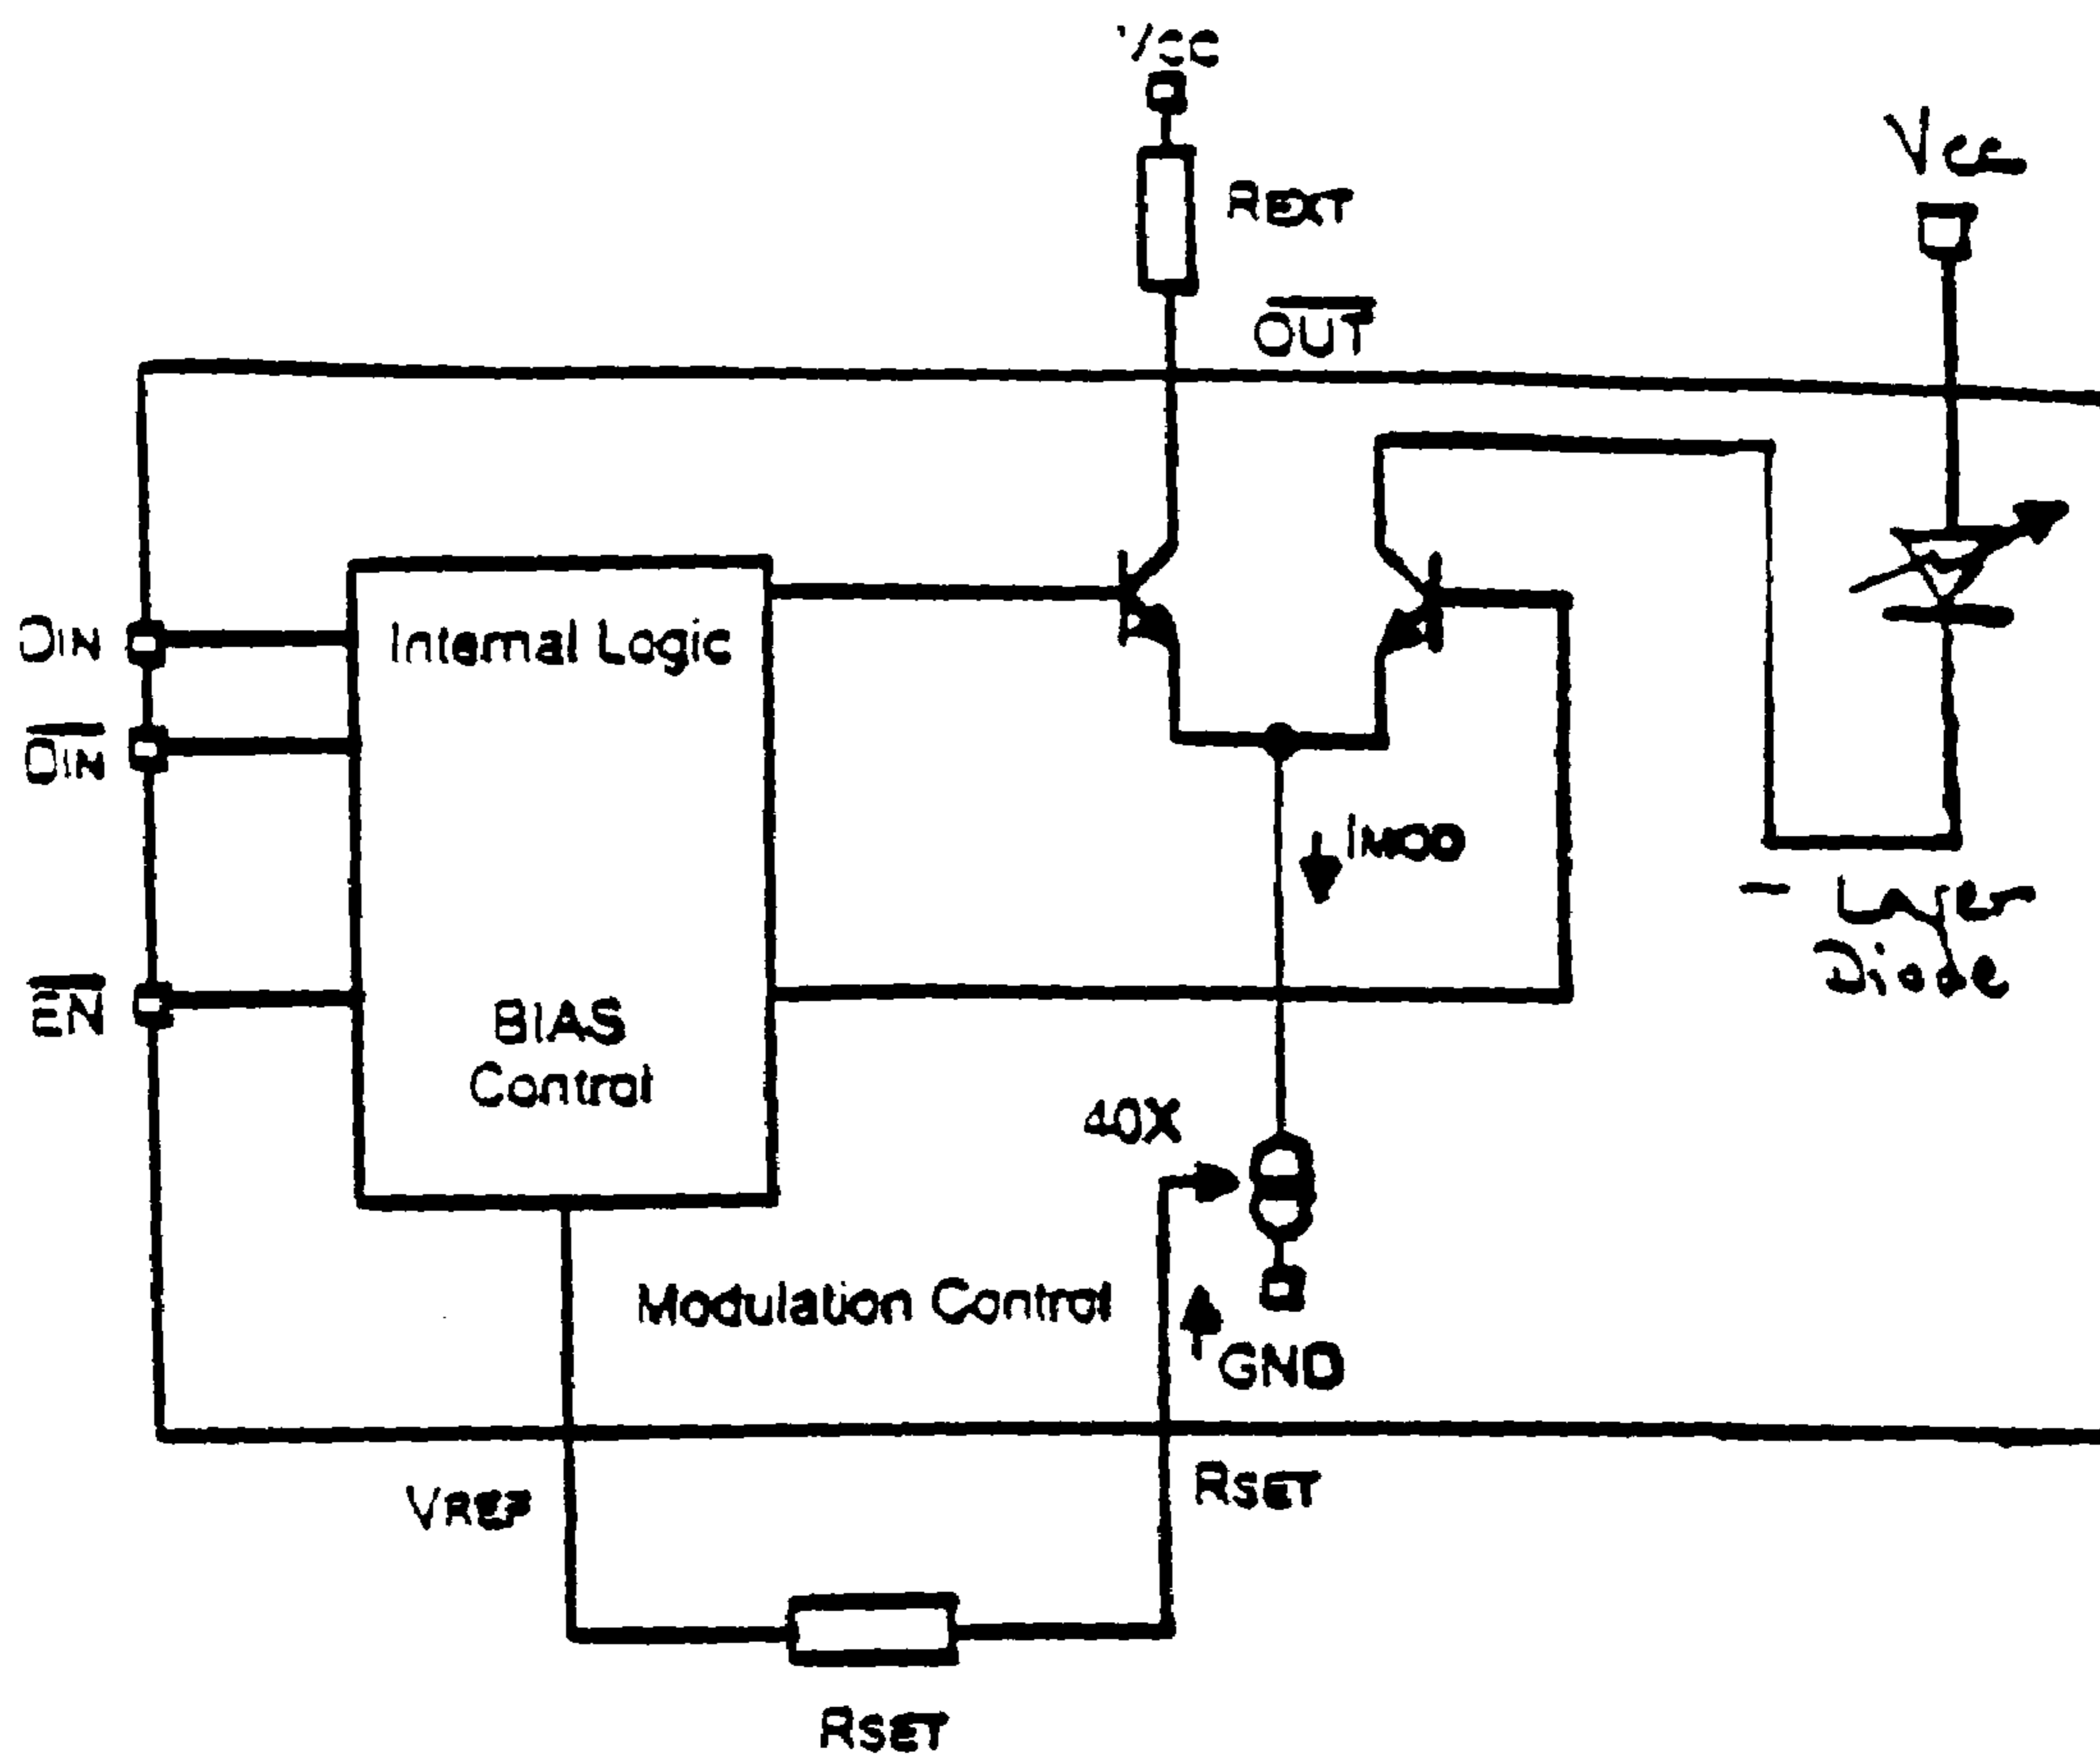 VCC
REXT
Vcc
OUT
DIN
Internal Logic
DIN
IMOD
- Laser
Diode
EN
BIAS
Control
40X
Modulation Control
GND
VREF
RSET
RSET